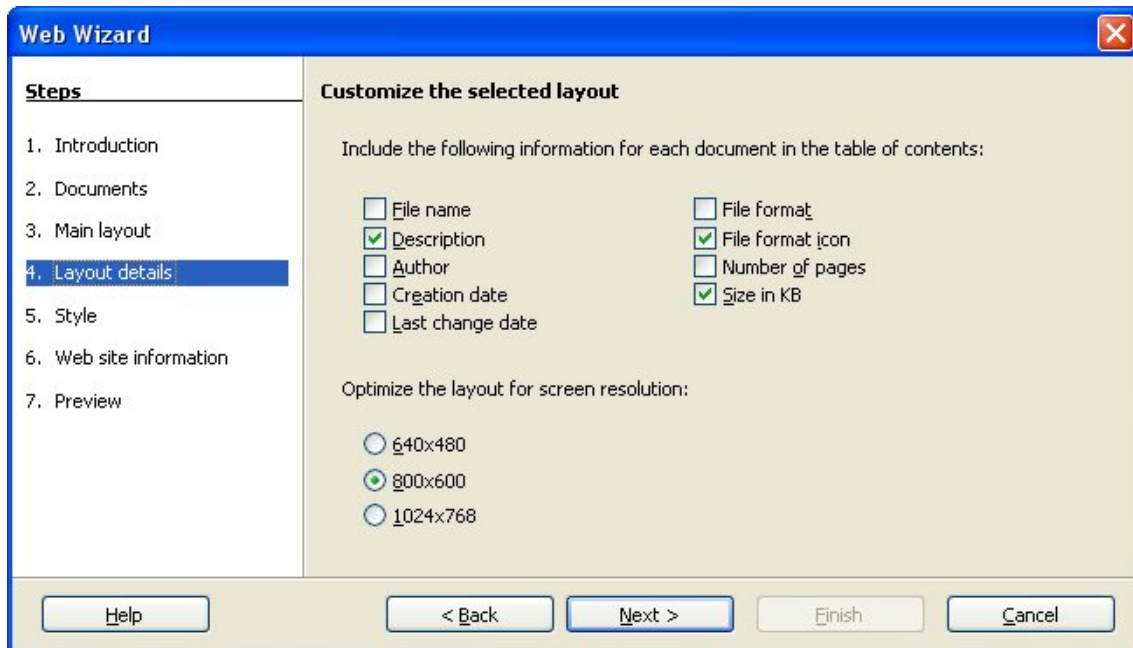 Web Wizard
Steps
1. Introduction
2. Documents
3. Main layout
4. Layout details
5. Style
6. Web site information
7. Preview
Customize the selected layout
Include the following information for each document in the table of contents:
File name
Description
Author
Creation date
Last change date
File format
File format icon
Number of pages
Size in KB
Optimize the layout for screen resolution:
640x480
800x600
1024x768
Help
< Back
Next >
Finish
Cancel